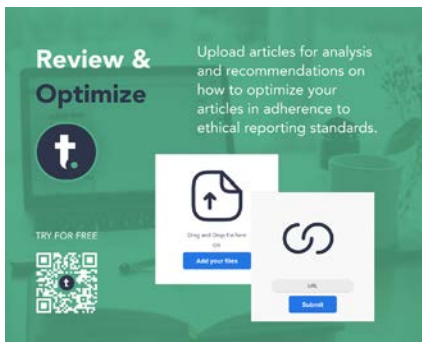 Review &
Optimize
Upload articles for analysis
and recommendations on
how to optimize your
articles in adherence to
ethical reporting standards.
t.
TRY FOR FREE
t
Drag and Drop file here
OR
Add your files
URL
Submit